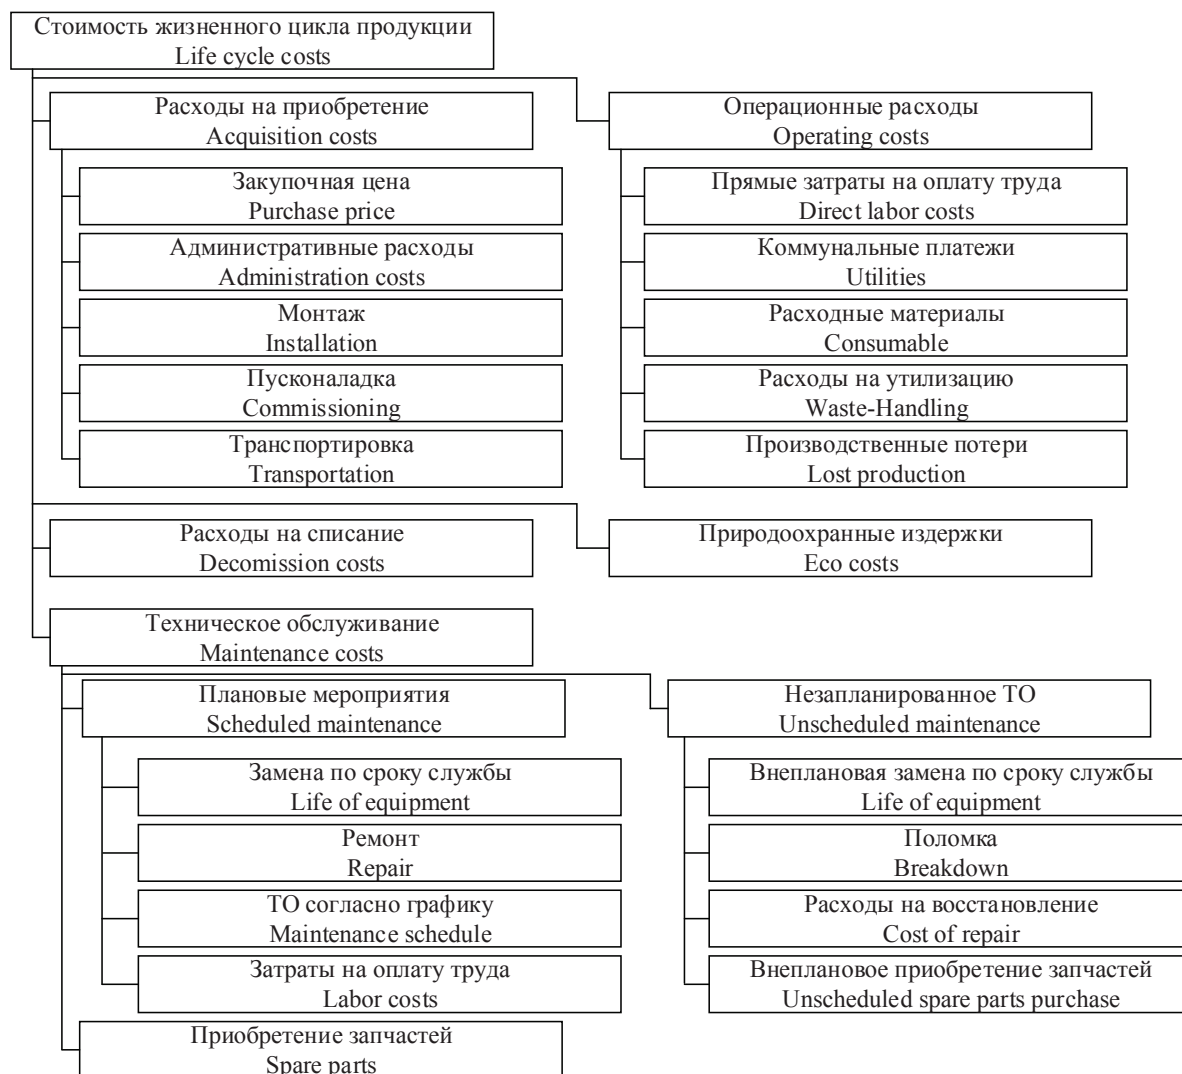 Стоимость жизненного цикла продукции
Life cycle costs
Расходы на приобретение
Acquisition costs
Закупочная цена
Purchase price
Административные расходы
Administration costs
Монтаж
Installation
Пусконаладка
Commissioning
Транспортировка
Transportation
Операционные расходы
Operating costs
Прямые затраты на оплату труда
Direct labor costs
Коммунальные платежи
Utilities
Расходные материалы
Consumable
Расходы на утилизацию
Waste-Handling
Производственные потери
Lost production
Расходы на списание
Decomission costs
Природоохранные издержки
Eco costs
Техническое обслуживание
Maintenance costs
Плановые мероприятия
Scheduled maintenance
Замена по сроку службы
Life of equipment
Ремонт
Repair
ТО согласно графику
Maintenance schedule
Затраты на оплату труда
Labor costs
Незапланированное ТО
Unscheduled maintenance
Внеплановая замена по сроку службы
Life of equipment
Поломка
Breakdown
Расходы на восстановление
Cost of repair
Внеплановое приобретение запчастей
Unscheduled spare parts purchase
Приобретение запчастей
Spare parts